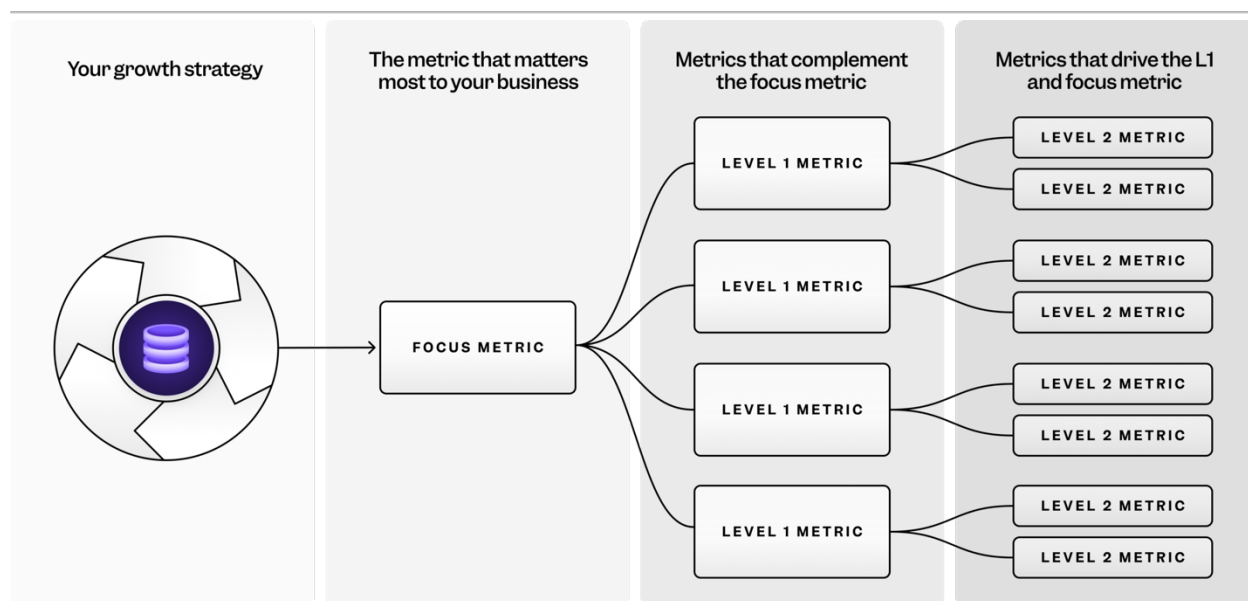 Your growth strategy
The metric that matters
most to your business
Metrics that complement
the focus metric
Metrics that drive the L1
and focus metric
FOCUS METRIC
LEVEL 1 METRIC
LEVEL 2 METRIC
LEVEL 2 METRIC
LEVEL 1 METRIC
LEVEL 2 METRIC
LEVEL 2 METRIC
LEVEL 1 METRIC
LEVEL 2 METRIC
LEVEL 2 METRIC
LEVEL 1 METRIC
LEVEL 2 METRIC
LEVEL 2 METRIC